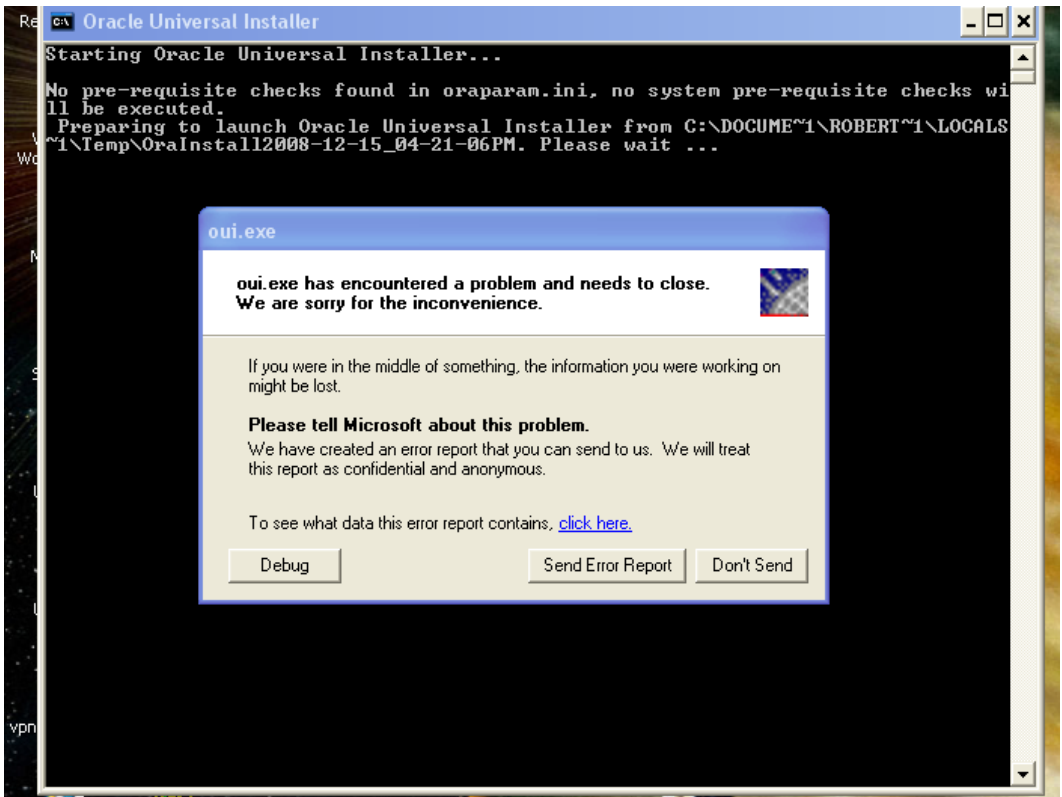 Re
Oracle Universal Installer
Starting Oracle Universal Installer...
No pre-requisite checks found in oraparam.ini, no system pre-requisite checks wi
ll be executed.
Preparing to launch Oracle Universal Installer from C:\DOCUME~1\ROBERT~1\LOCALS
~1\Temp\OraInstall2008-12-15_04-21-06PM. Please wait ...
Wo
oui.exe
oui.exe has encountered a problem and needs to close.
We are sorry for the inconvenience.
If you were in the middle of something, the information you were working on
might be lost.
Please tell Microsoft about this problem.
We have created an error report that you can send to us. We will treat
this report as confidential and anonymous.
To see what data this error report contains, click here.
Debug
Send Error Report
Don't Send
vpn